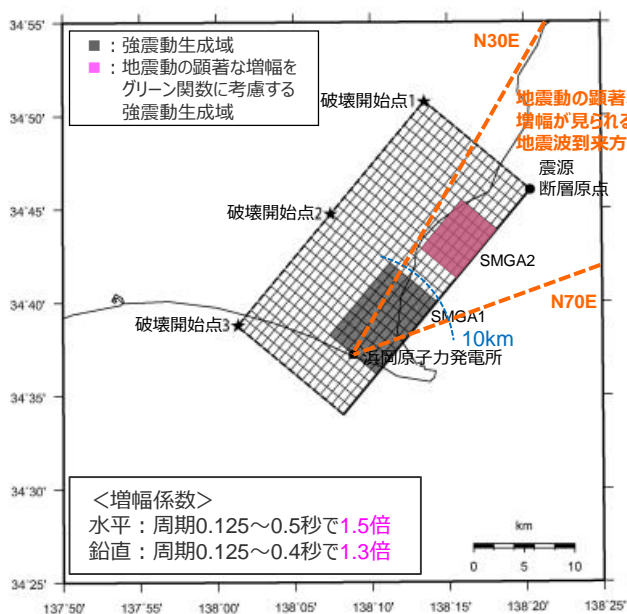 34°55'
34°50'
34°45'
34°40'
34°35'
34°30'
34°25'
■：強震動生成域
■：地震動の顕著な増幅を
グリーン関数に考慮する
強震動生成域
N30E
地震動の顕著
増幅が見られる
地震波到来方
破壊開始点1
震源
断層原点
破壊開始点2
SMGA2
N70E
SMGA1
10km
破壊開始点3
浜岡原子力発電所
＜増幅係数＞
水平：周期0.125～0.5秒で1.5倍
鉛直：周期0.125～0.4秒で1.3倍
km
0 5 10
137°50' 137°55' 138°00' 138°05' 138°10' 138°15' 138°20' 138°25'